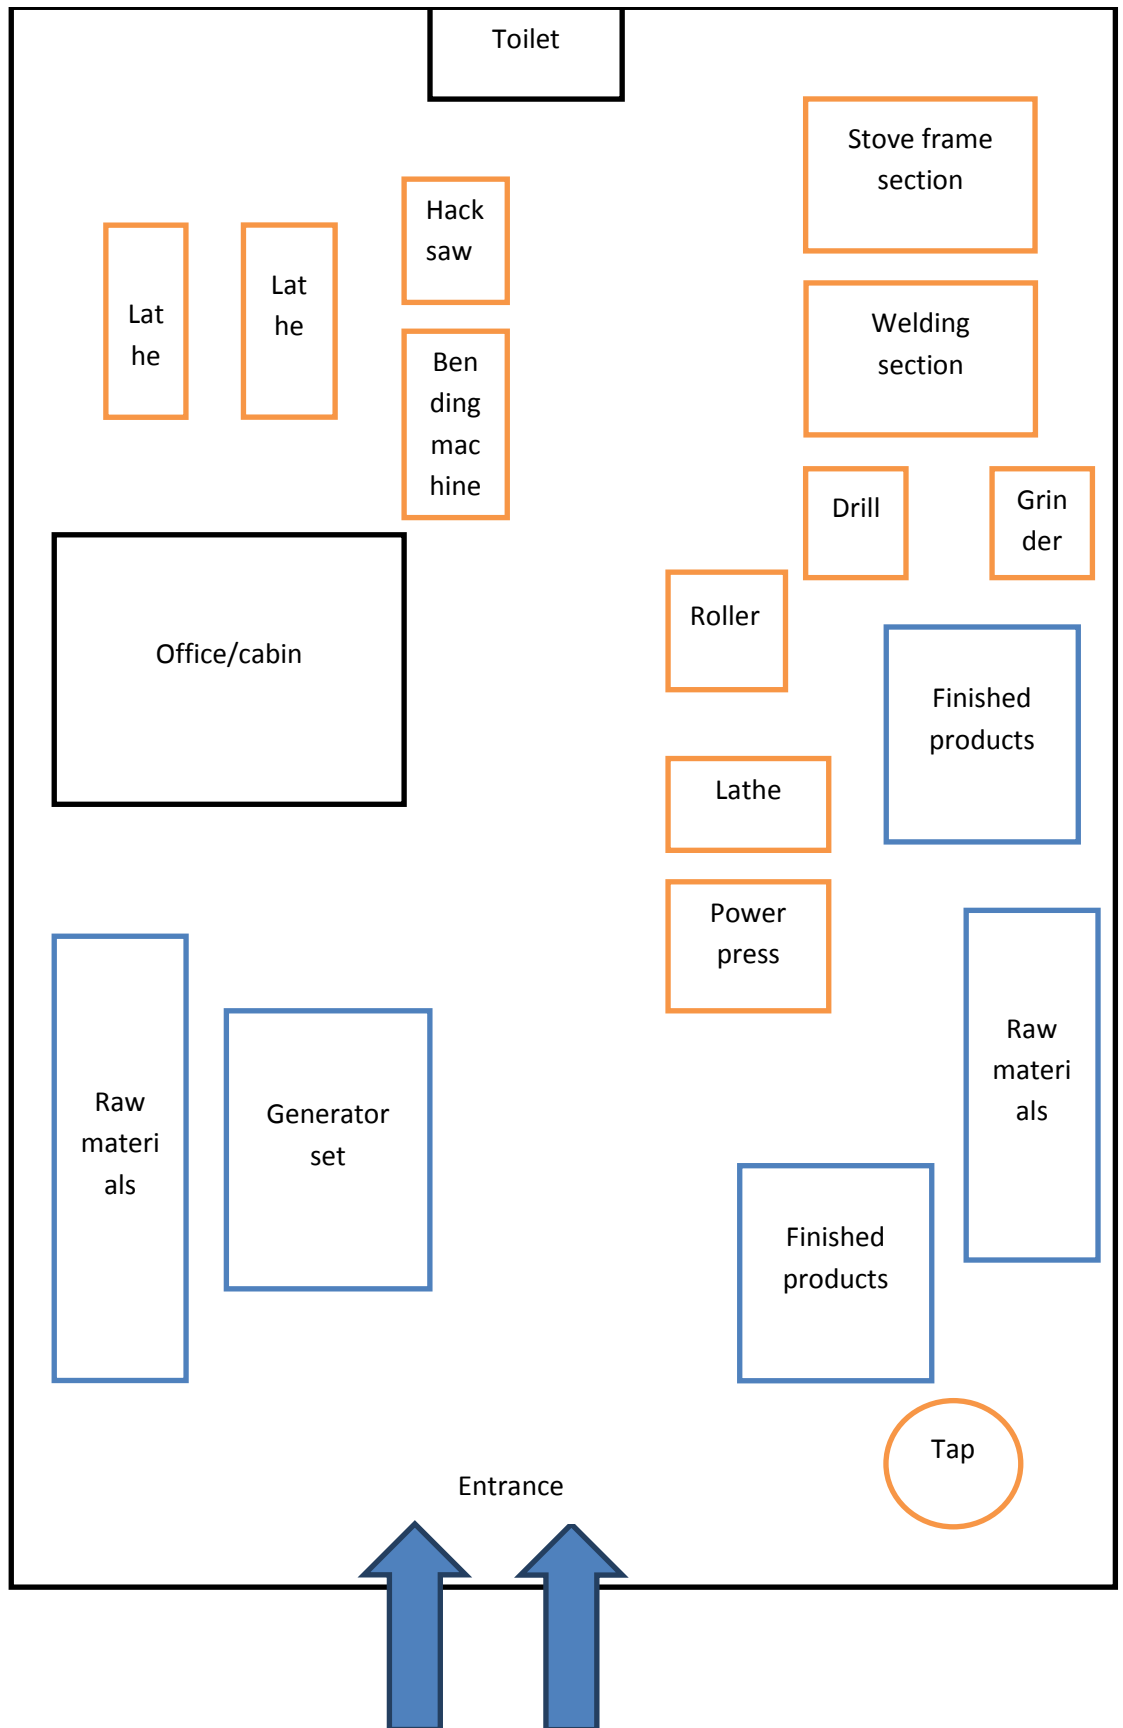 Toilet
Stove frame
section
Hack
saw
Lat
he
Lat
he
Welding
section
Ben
ding
mac
hine
Drill
Grin
der
Roller
Office/cabin
Finished
products
Lathe
Power
press
Raw
materi
als
Generator
set
Raw
materi
als
Finished
products
Tap
Entrance